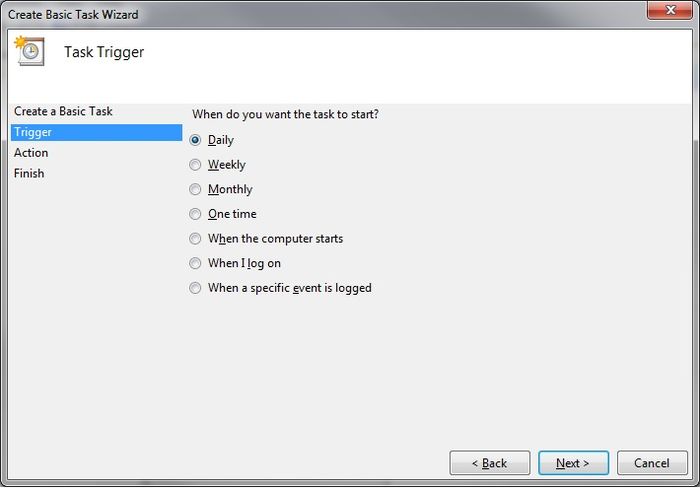 Create Basic Task Wizard
Task Trigger
Create a Basic Task
Trigger
Action
Finish
When do you want the task to start?
Daily
Weekly
Monthly
One time
When the computer starts
When I log on
When a specific event is logged
< Back
Next >
Cancel